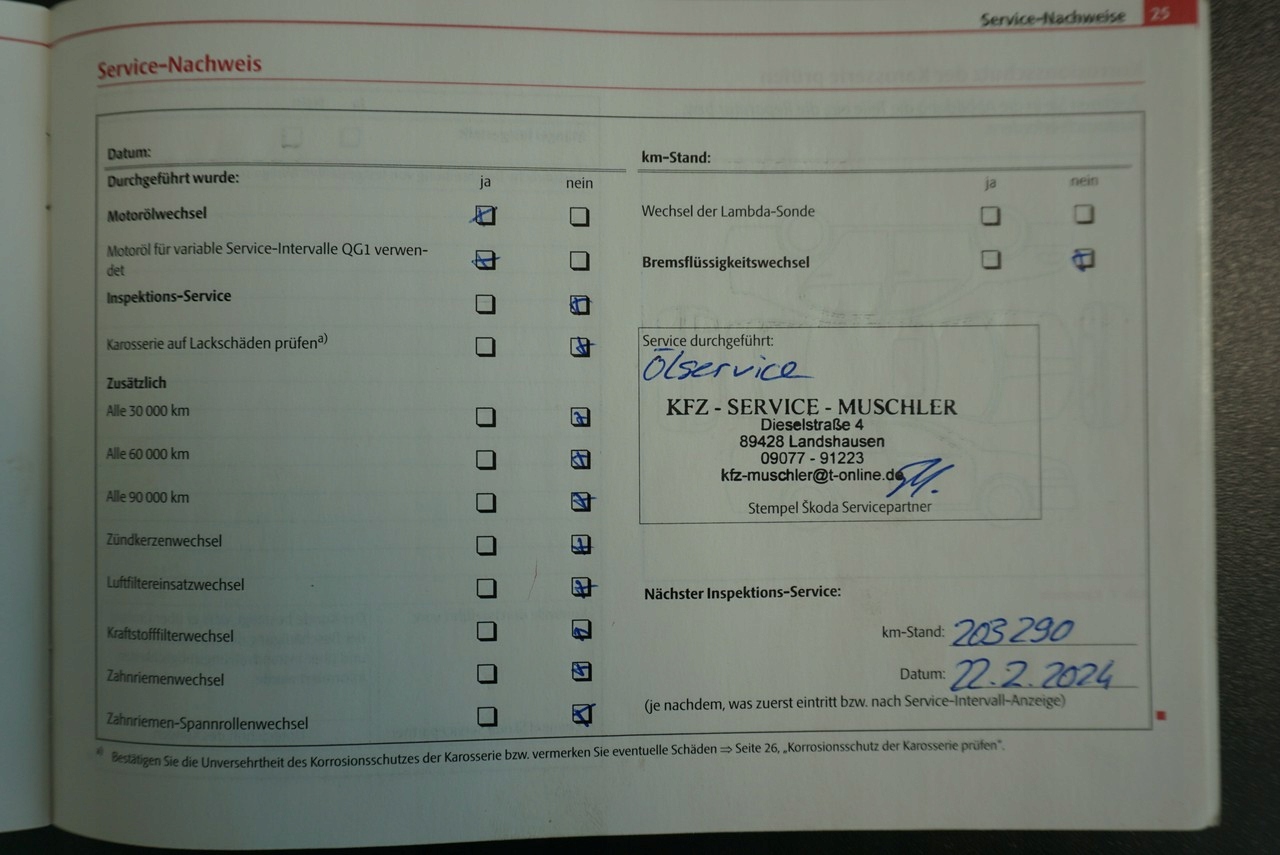 Service-Nachweise 25
Service-Nachweis
Datum:
Durchgeführt wurde: ja nein
Motorölwechsel
Motoröl für variable Service-Intervalle QG1 verwen-
det
Inspektions-Service
Karosserie auf Lackschäden prüfen a)
Zusätzlich
Alle 30 000 km
Alle 60 000 km
Alle 90 000 km
Zündkerzenwechsel
Luftfiltereinsatzwechsel
Kraftstofffilterwechsel
Zahnriemenwechsel
Zahnriemen-Spannrollenwechsel
km-Stand:
ja nein
Wechsel der Lambda-Sonde
Bremsflüssigkeitswechsel
Service durchgeführt:
Ölservice
KFZ - SERVICE - MUSCHLER
Dieselstraße 4
89428 Landshausen
09077 - 91223
kfz-muschler@t-online.de
Stempel Škoda Servicepartner
Nächster Inspektions-Service:
km-Stand: 203 290
Datum: 22.2.2024
(je nachdem, was zuerst eintritt bzw. nach Service-Intervall-Anzeige)
a) Bestätigen Sie die Unversehrtheit des Korrosionsschutzes der Karosserie bzw. vermerken Sie eventuelle Schäden ⇒ Seite 26, „Korrosionsschutz der Karosserie prüfen“.